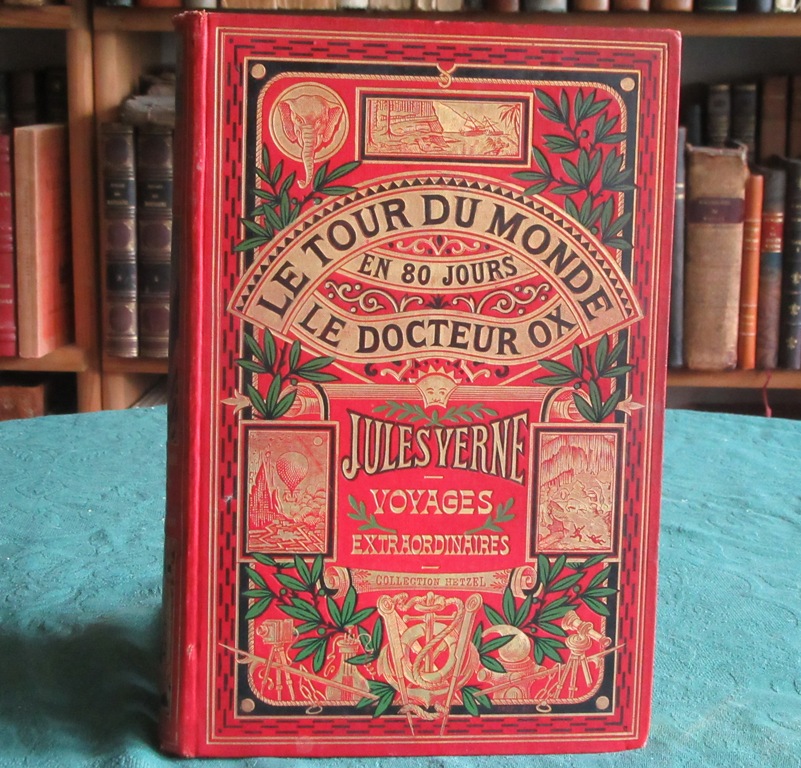 LE TOUR DU MONDE
EN 80 JOURS
LE DOCTEUR OX
JULES VERNE
VOYAGES
EXTRAORDINAIRES
COLLECTION HETZEL